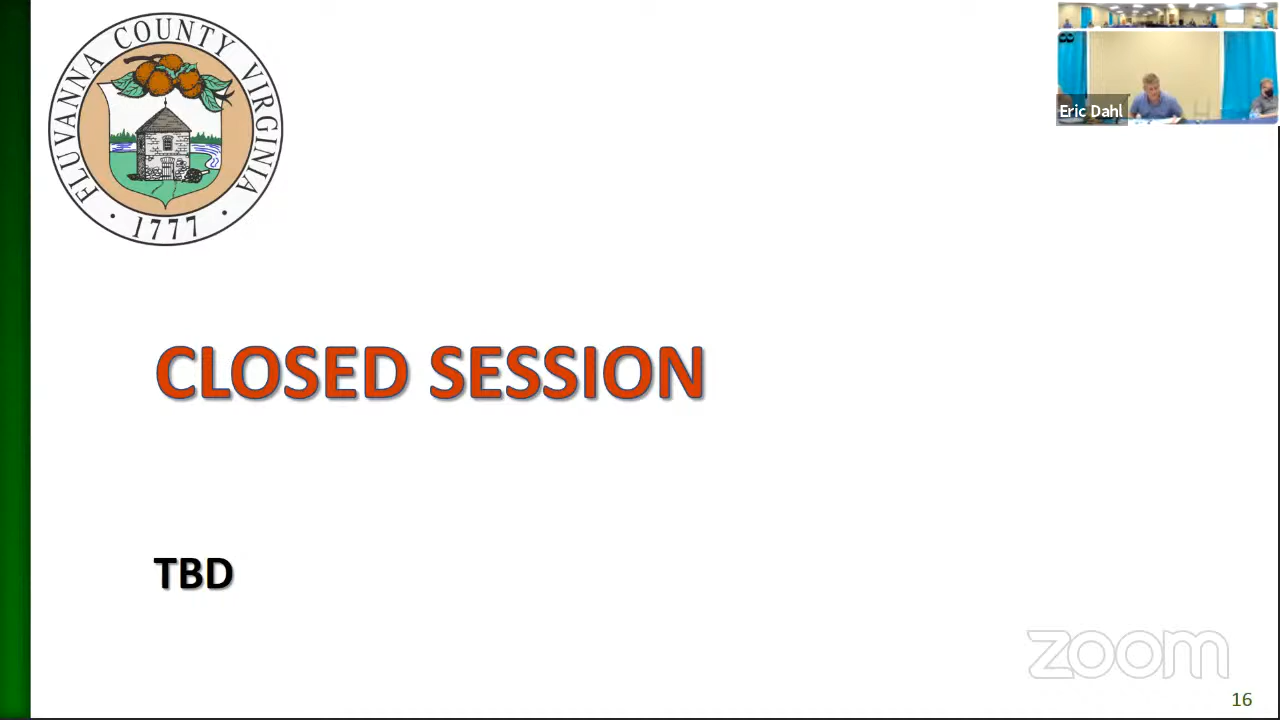 FLUVANNA COUNTY VIRGINIA
· 1777 ·
Eric Dahl
CLOSED SESSION
TBD
zoom
16